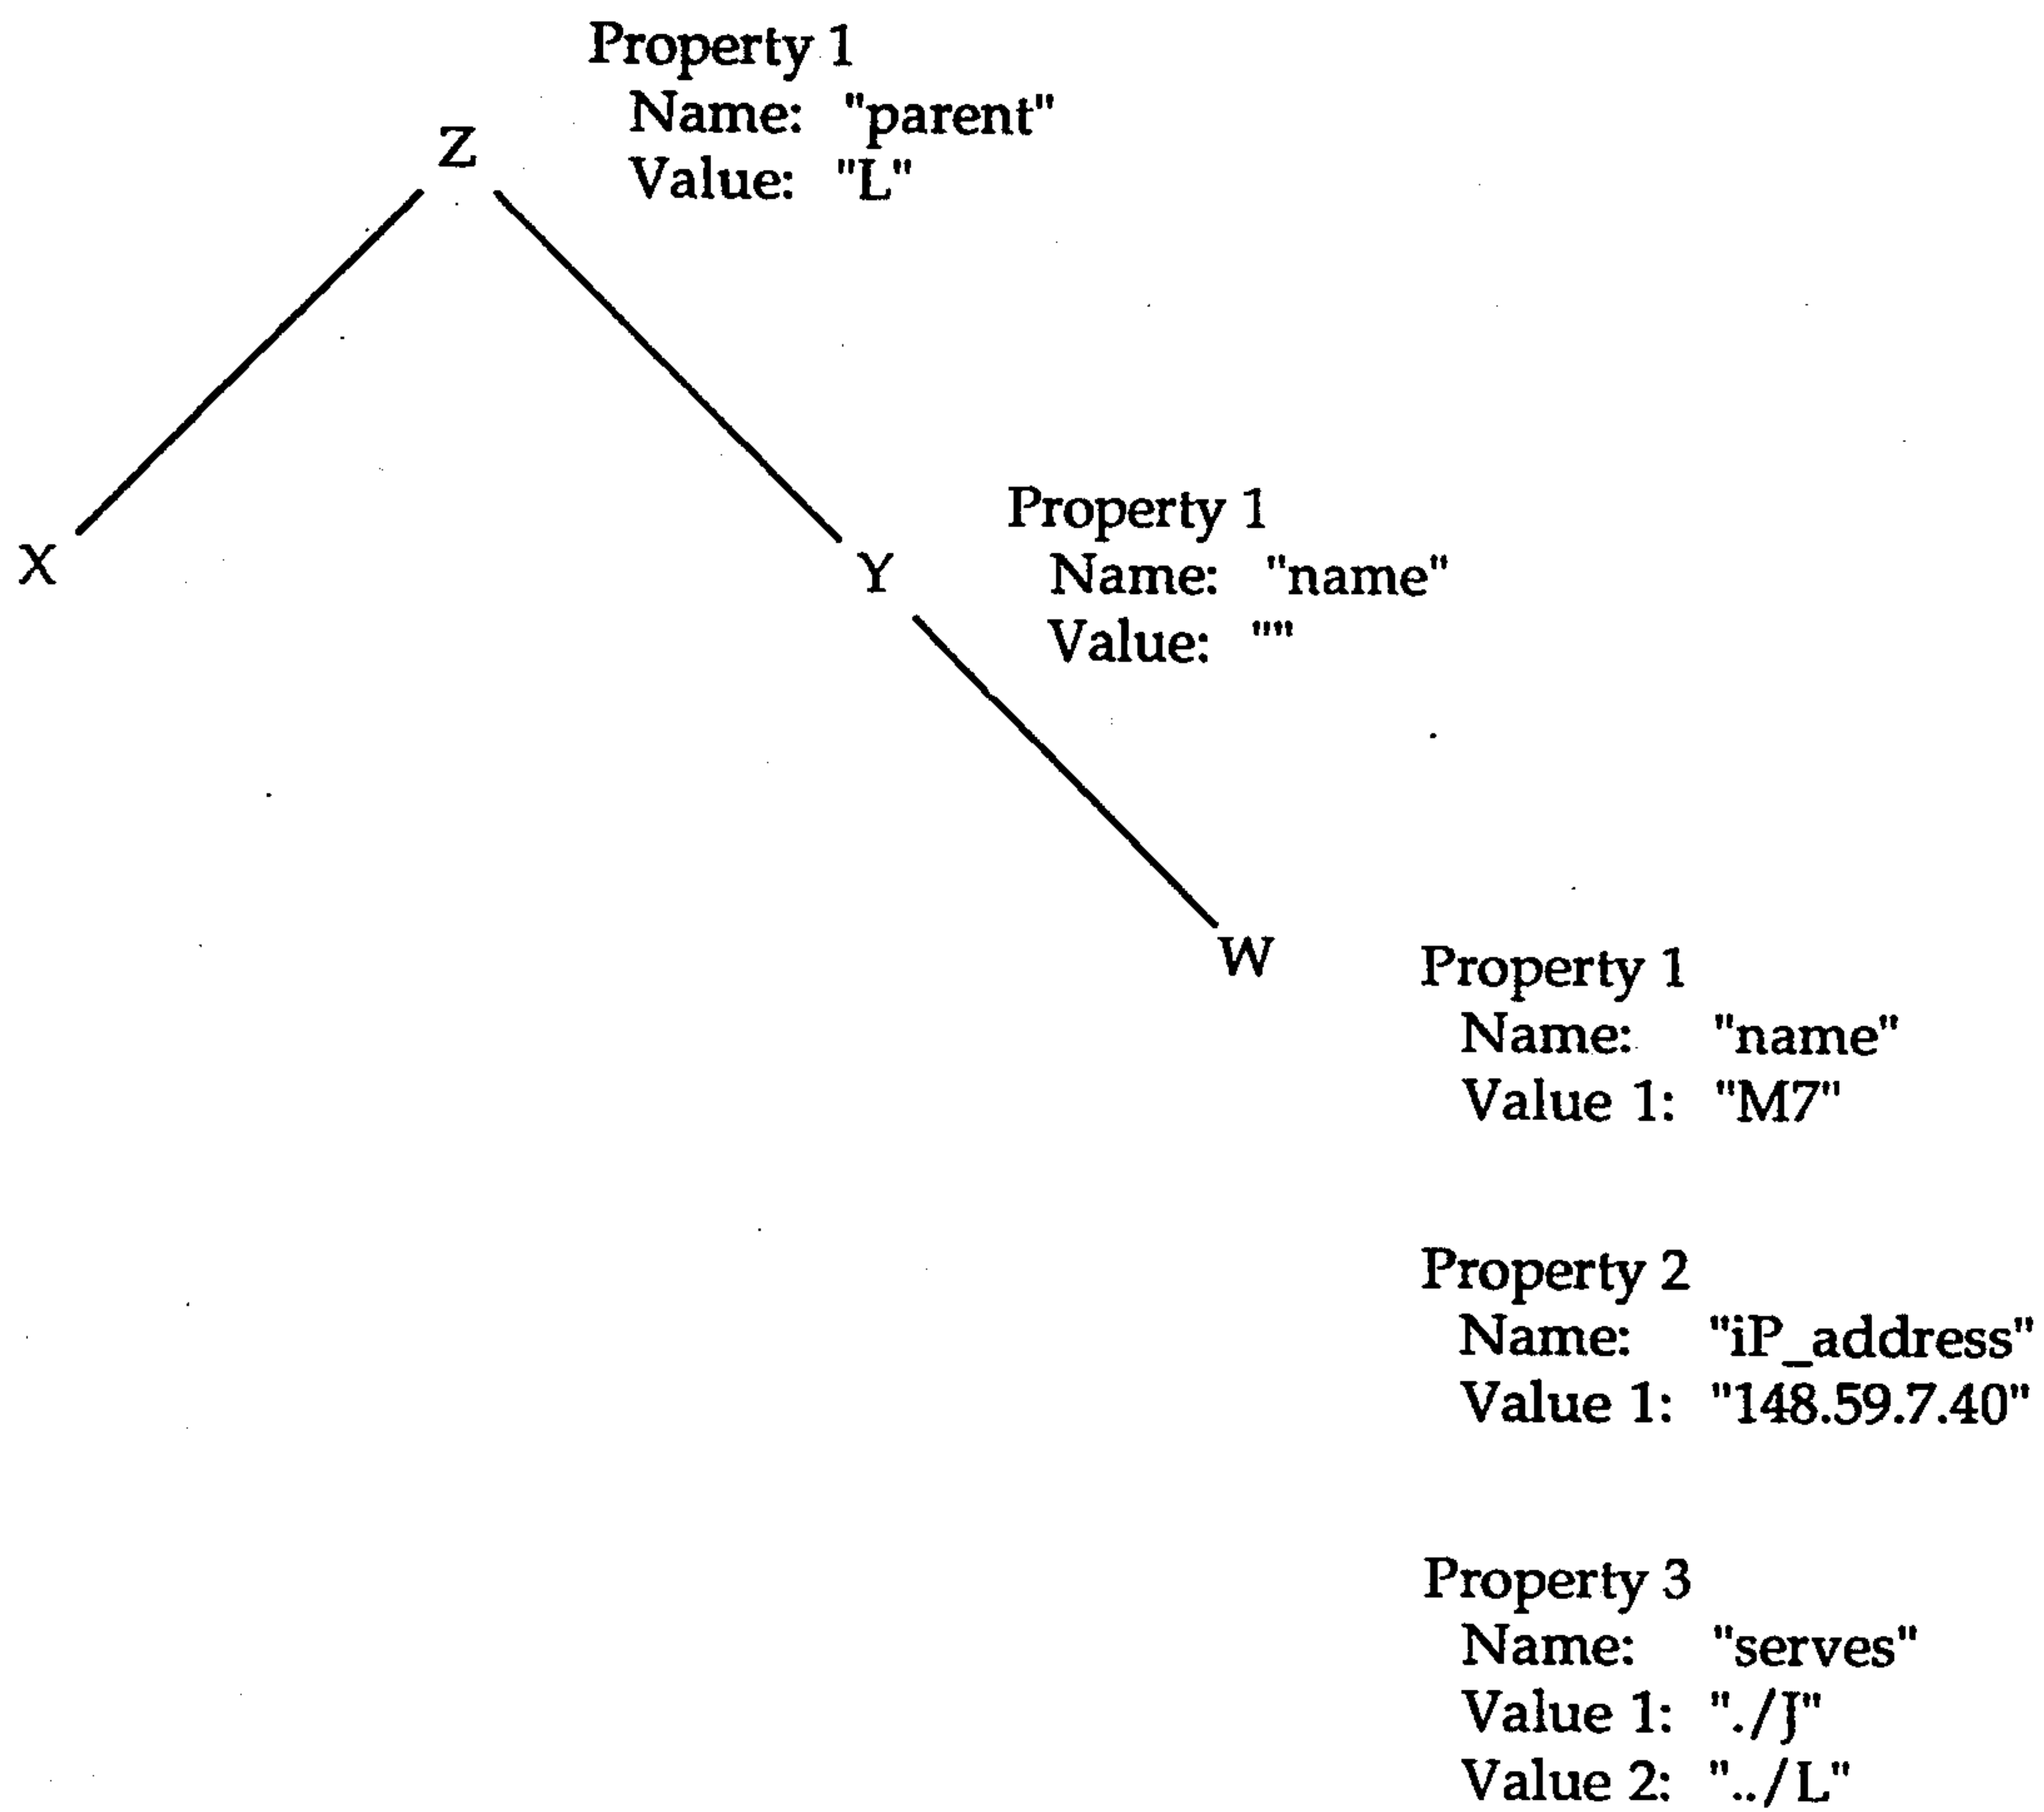 Property 1
Name: "parent"
Z
Value: "L"
X
Y
Property 1
Name: "name"
Value: ""
W
Property 1
Name: "name"
Value 1: "M7"
Property 2
Name: "iP_address"
Value 1: "148.59.7.40"
Property 3
Name: "serves"
Value 1: "./J"
Value 2: "../L"